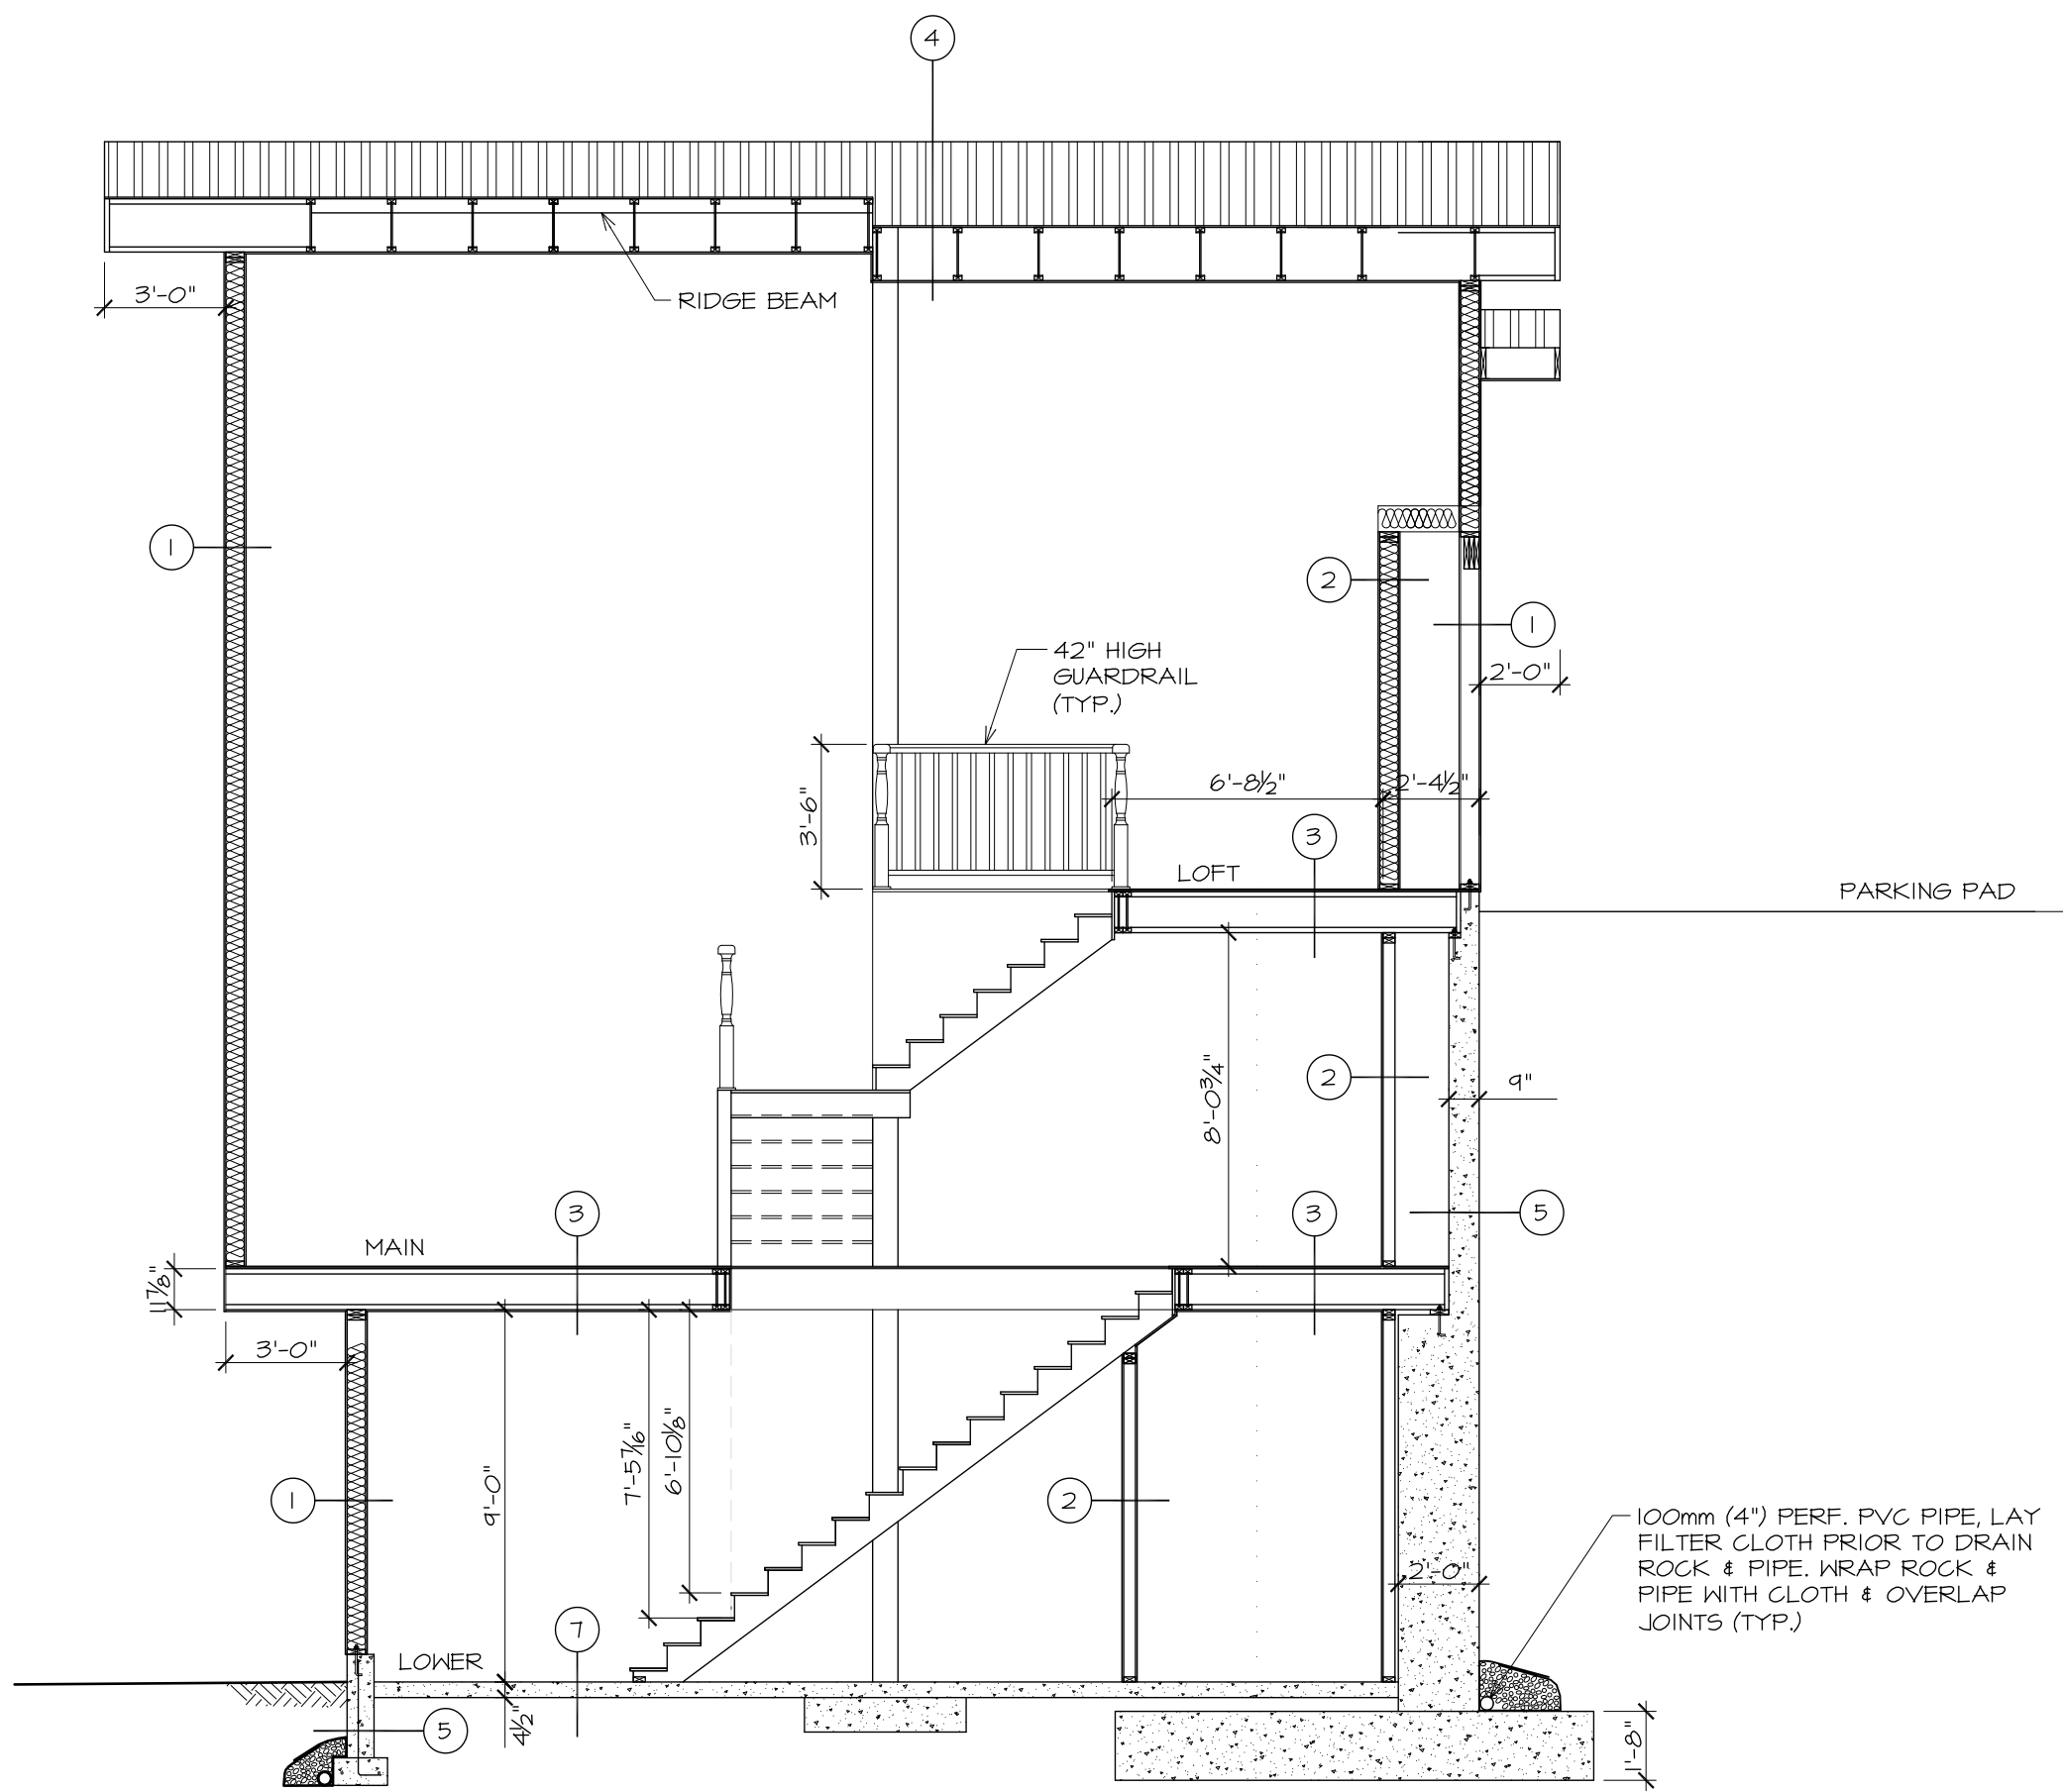 4
3'-0"
RIDGE BEAM
1
2
1
2'-0"
42" HIGH
GUARDRAIL
(TYP.)
6'-8½"
2'-4½"
3'-6"
3
LOFT
PARKING PAD
2
9"
8'-0¾"
3
3
5
MAIN
11⅞"
3'-0"
7'-5⁷⁄₁₆"
6'-10⅛"
9'-0"
1
2
100mm (4") PERF. PVC PIPE, LAY
FILTER CLOTH PRIOR TO DRAIN
ROCK & PIPE. WRAP ROCK &
PIPE WITH CLOTH & OVERLAP
JOINTS (TYP.)
2'-0"
7
LOWER
5
4½"
1'-8"